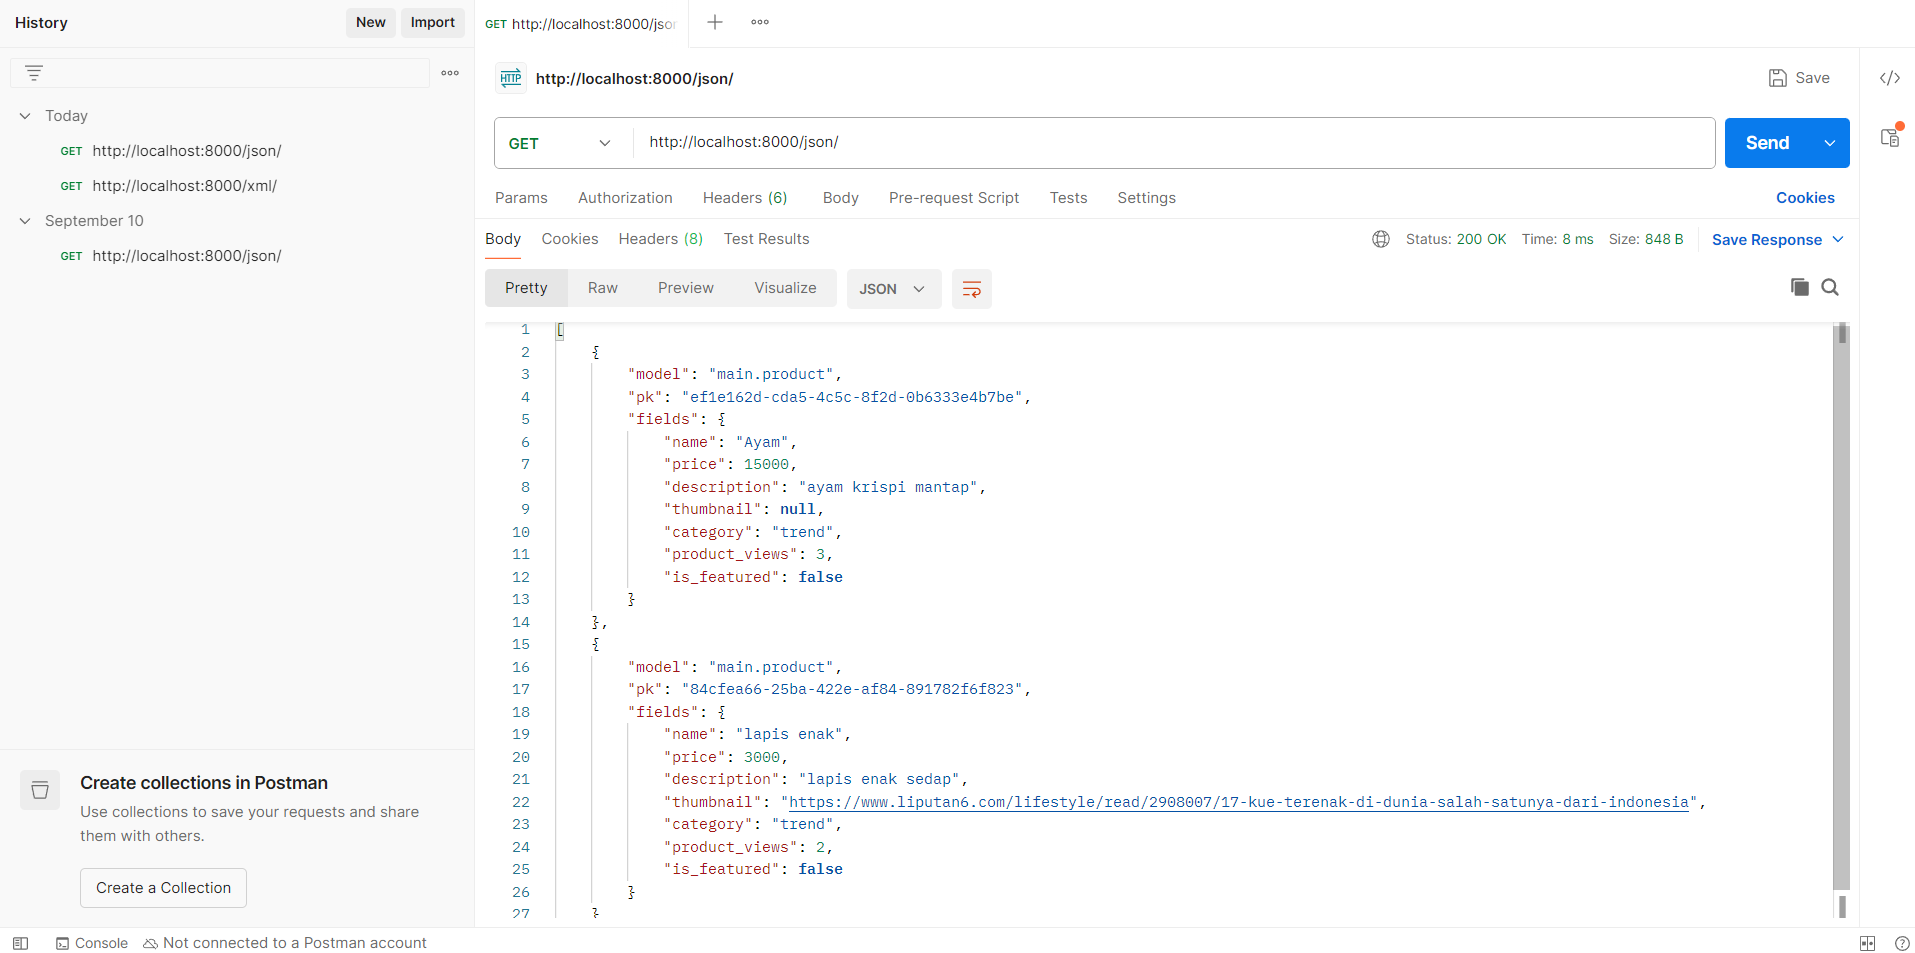 History
New
Import
Today
GET http://localhost:8000/json/
GET http://localhost:8000/xml/
September 10
GET http://localhost:8000/json/
Create collections in Postman
Use collections to save your requests and share
them with others.
Create a Collection
GET http://localhost:8000/jso
HTTP http://localhost:8000/json/
Save
GET http://localhost:8000/json/
Send
Params Authorization Headers (6) Body Pre-request Script Tests Settings Cookies
Body Cookies Headers (8) Test Results Status: 200 OK Time: 8 ms Size: 848 B Save Response
Pretty Raw Preview Visualize JSON
1 [
2 {
3 "model": "main.product",
4 "pk": "ef1e162d-cda5-4c5c-8f2d-0b6333e4b7be",
5 "fields": {
6 "name": "Ayam",
7 "price": 15000,
8 "description": "ayam krispi mantap",
9 "thumbnail": null,
10 "category": "trend",
11 "product_views": 3,
12 "is_featured": false
13 }
14 },
15 {
16 "model": "main.product",
17 "pk": "84cfea66-25ba-422e-af84-891782f6f823",
18 "fields": {
19 "name": "lapis enak",
20 "price": 3000,
21 "description": "lapis enak sedap",
22 "thumbnail": "https://www.liputan6.com/lifestyle/read/2908007/17-kue-terenak-di-dunia-salah-satunya-dari-indonesia",
23 "category": "trend",
24 "product_views": 2,
25 "is_featured": false
26 }
27 }
Console Not connected to a Postman account